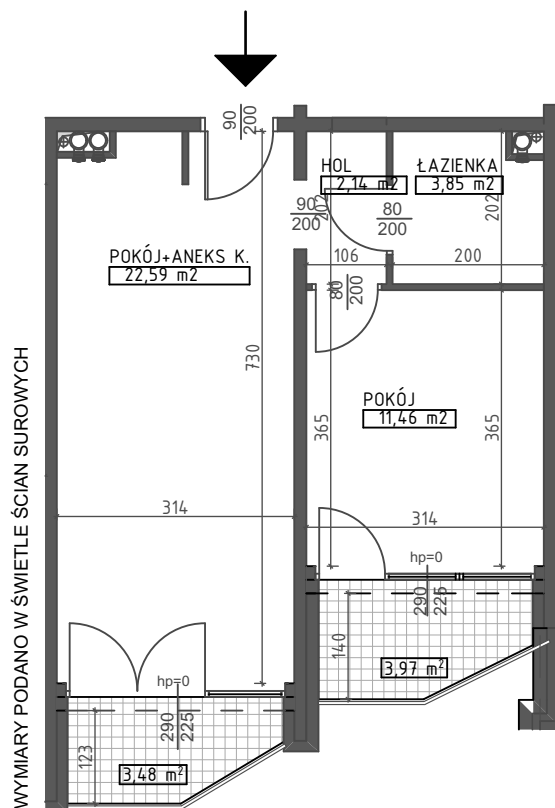 90
200
HOL
2,14 m2
ŁAZIENKA
3,85 m2
202
202
90
200
80
200
POKÓJ+ANEKS K.
22,59 m2
106
200
80
200
730
POKÓJ
11,46 m2
365
365
314
314
hp=0
290
225
140
3,97 m²
hp=0
290
225
123
3,48 m²
WYMIARY PODANO W ŚWIETLE ŚCIAN SUROWYCH